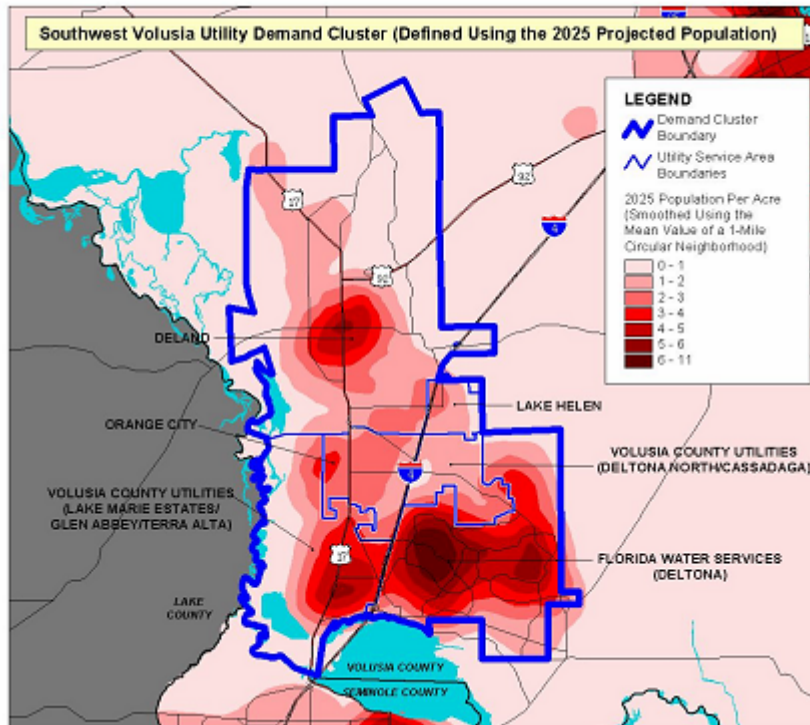 Southwest Volusia Utility Demand Cluster (Defined Using the 2025 Projected Population)
LEGEND
Demand Cluster
Boundary
Utility Service Area
Boundaries
2025 Population Per Acre
(Smoothed Using the
Mean Value of a 1-Mile
Circular Neighborhood)
0 - 1
1 - 2
2 - 3
3 - 4
4 - 5
5 - 6
6 - 11
92
17
4
92
DELAND
LAKE HELEN
ORANGE CITY
VOLUSIA COUNTY UTILITIES
(DELTONA NORTH/CASSADAGA)
4
VOLUSIA COUNTY UTILITIES
(LAKE MARIE ESTATES/
GLEN ABBEY/TERRA ALTA)
17
FLORIDA WATER SERVICES
(DELTONA)
LAKE
COUNTY
VOLUSIA COUNTY
SEMINOLE COUNTY